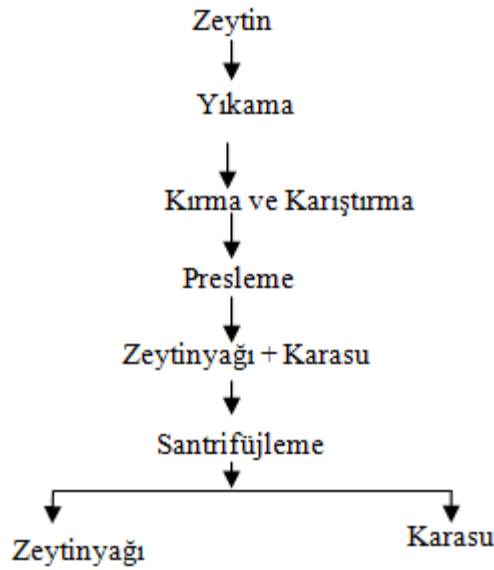 Zeytin
Yıkama
Kırma ve Karıştırma
Presleme
Zeytinyağı + Karasu
Santrifüjleme
Zeytinyağı
Karasu